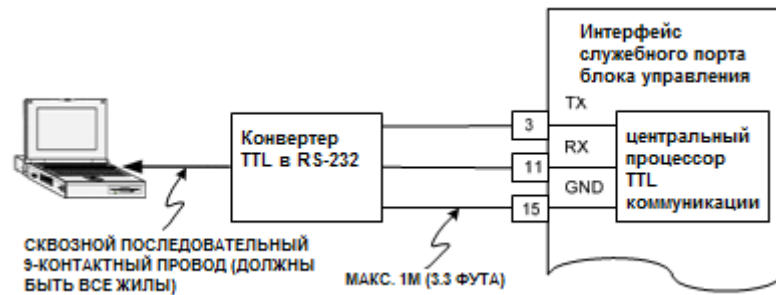 Интерфейс
служебного порта
блока управления
TX
3
Конвертер
TTL в RS-232
RX
11
GND
15
центральный
процессор
TTL
коммуникации
СКВОЗНОЙ ПОСЛЕДОВАТЕЛЬНЫЙ
9-КОНТАКТНЫЙ ПРОВОД (ДОЛЖНЫ
БЫТЬ ВСЕ ЖИЛЫ)
МАКС. 1М (3.3 ФУТА)